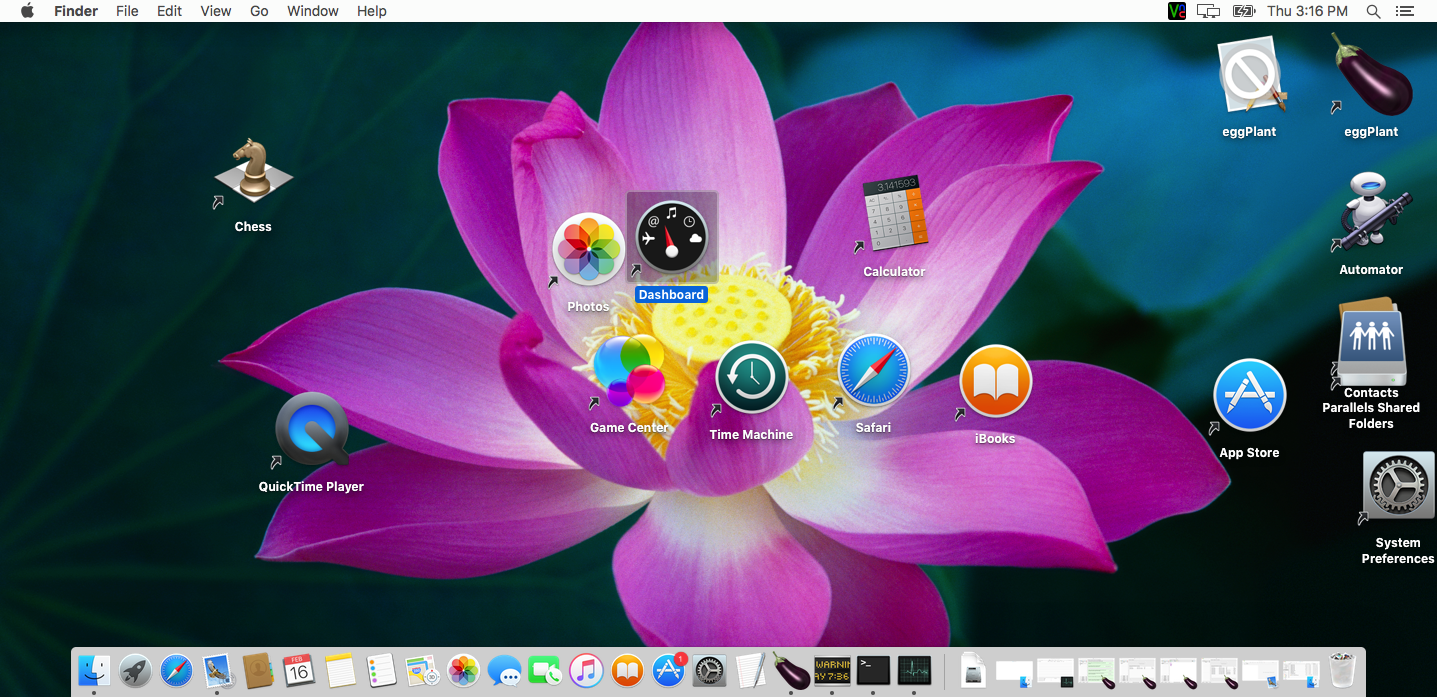 Finder File Edit View Go Window Help
Thu 3:16 PM
eggPlant
eggPlant
Chess
3.141593
Calculator
Automator
Photos
Dashboard
Game Center
Time Machine
Safari
iBooks
App Store
Contacts
Parallels Shared
Folders
QuickTime Player
System
Preferences
FEB
16
1
WARNIN
AY 7:36
>_